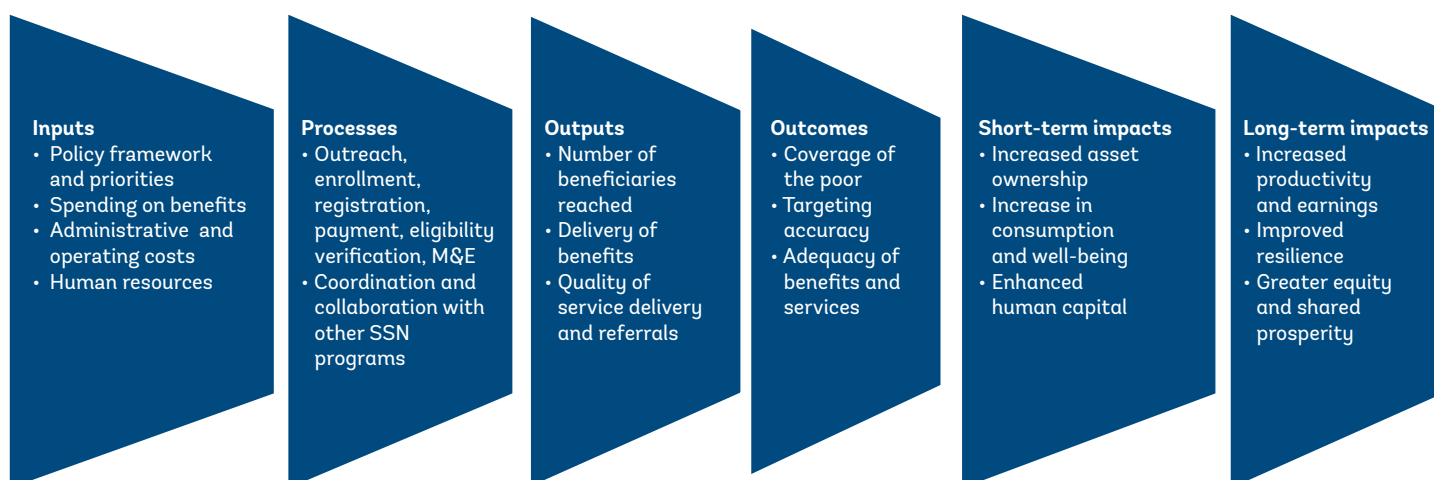 Inputs
• Policy framework
and priorities
• Spending on benefits
• Administrative and
operating costs
• Human resources
Processes
• Outreach,
enrollment,
registration,
payment, eligibility
verification, M&E
• Coordination and
collaboration with
other SSN
programs
Outputs
• Number of
beneficiaries
reached
• Delivery of
benefits
• Quality of
service delivery
and referrals
Outcomes
• Coverage of
the poor
• Targeting
accuracy
• Adequacy of
benefits and
services
Short-term impacts
• Increased asset
ownership
• Increase in
consumption
and well-being
• Enhanced
human capital
Long-term impacts
• Increased
productivity
and earnings
• Improved
resilience
• Greater equity
and shared
prosperity